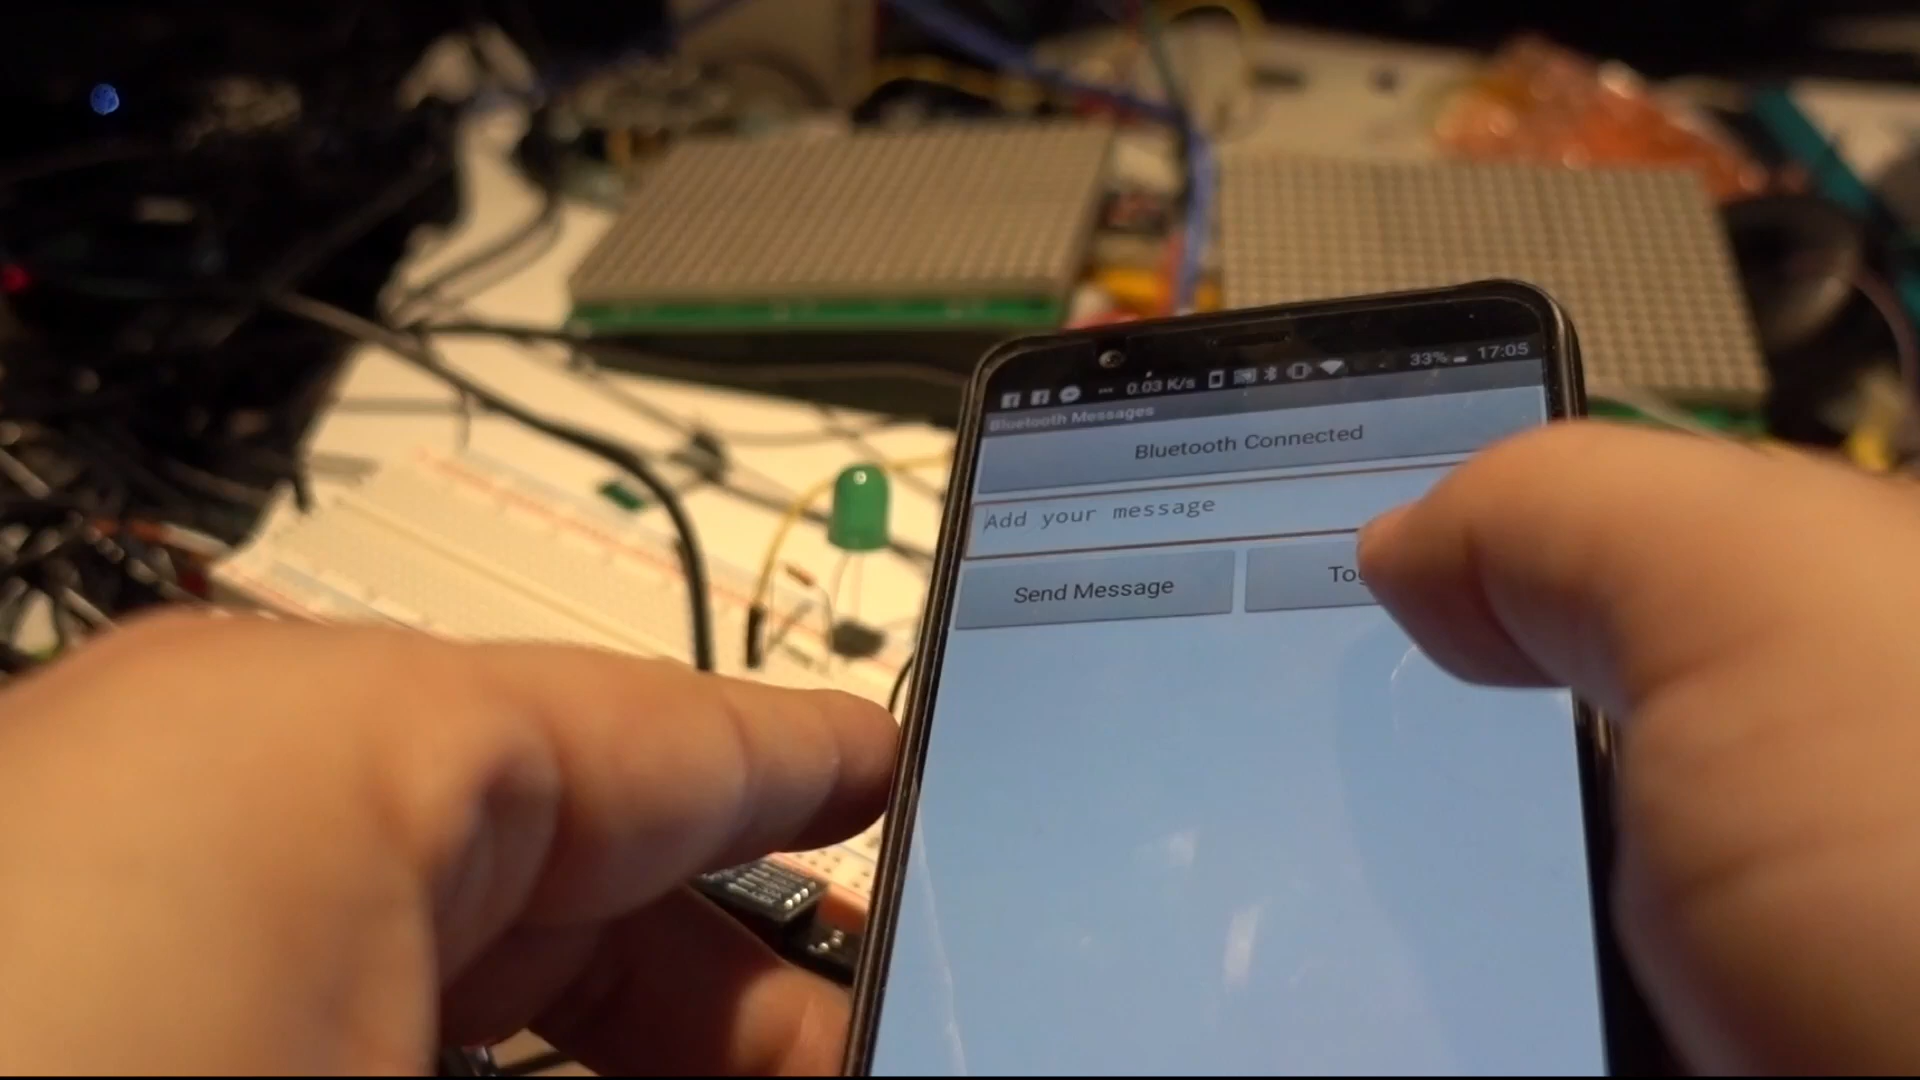 0.03 K/s 33% 17:05
Bluetooth Messages
Bluetooth Connected
Add your message
Send Message